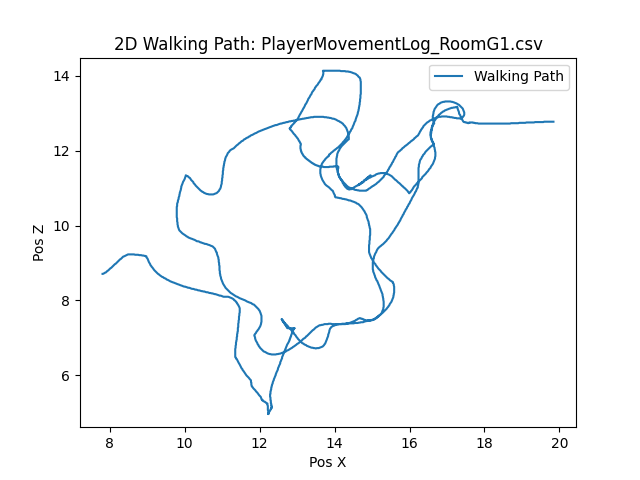 2D Walking Path: PlayerMovementLog_RoomG1.csv
Walking Path
14
12
10
8
6
Pos Z
8 10 12 14 16 18 20
Pos X